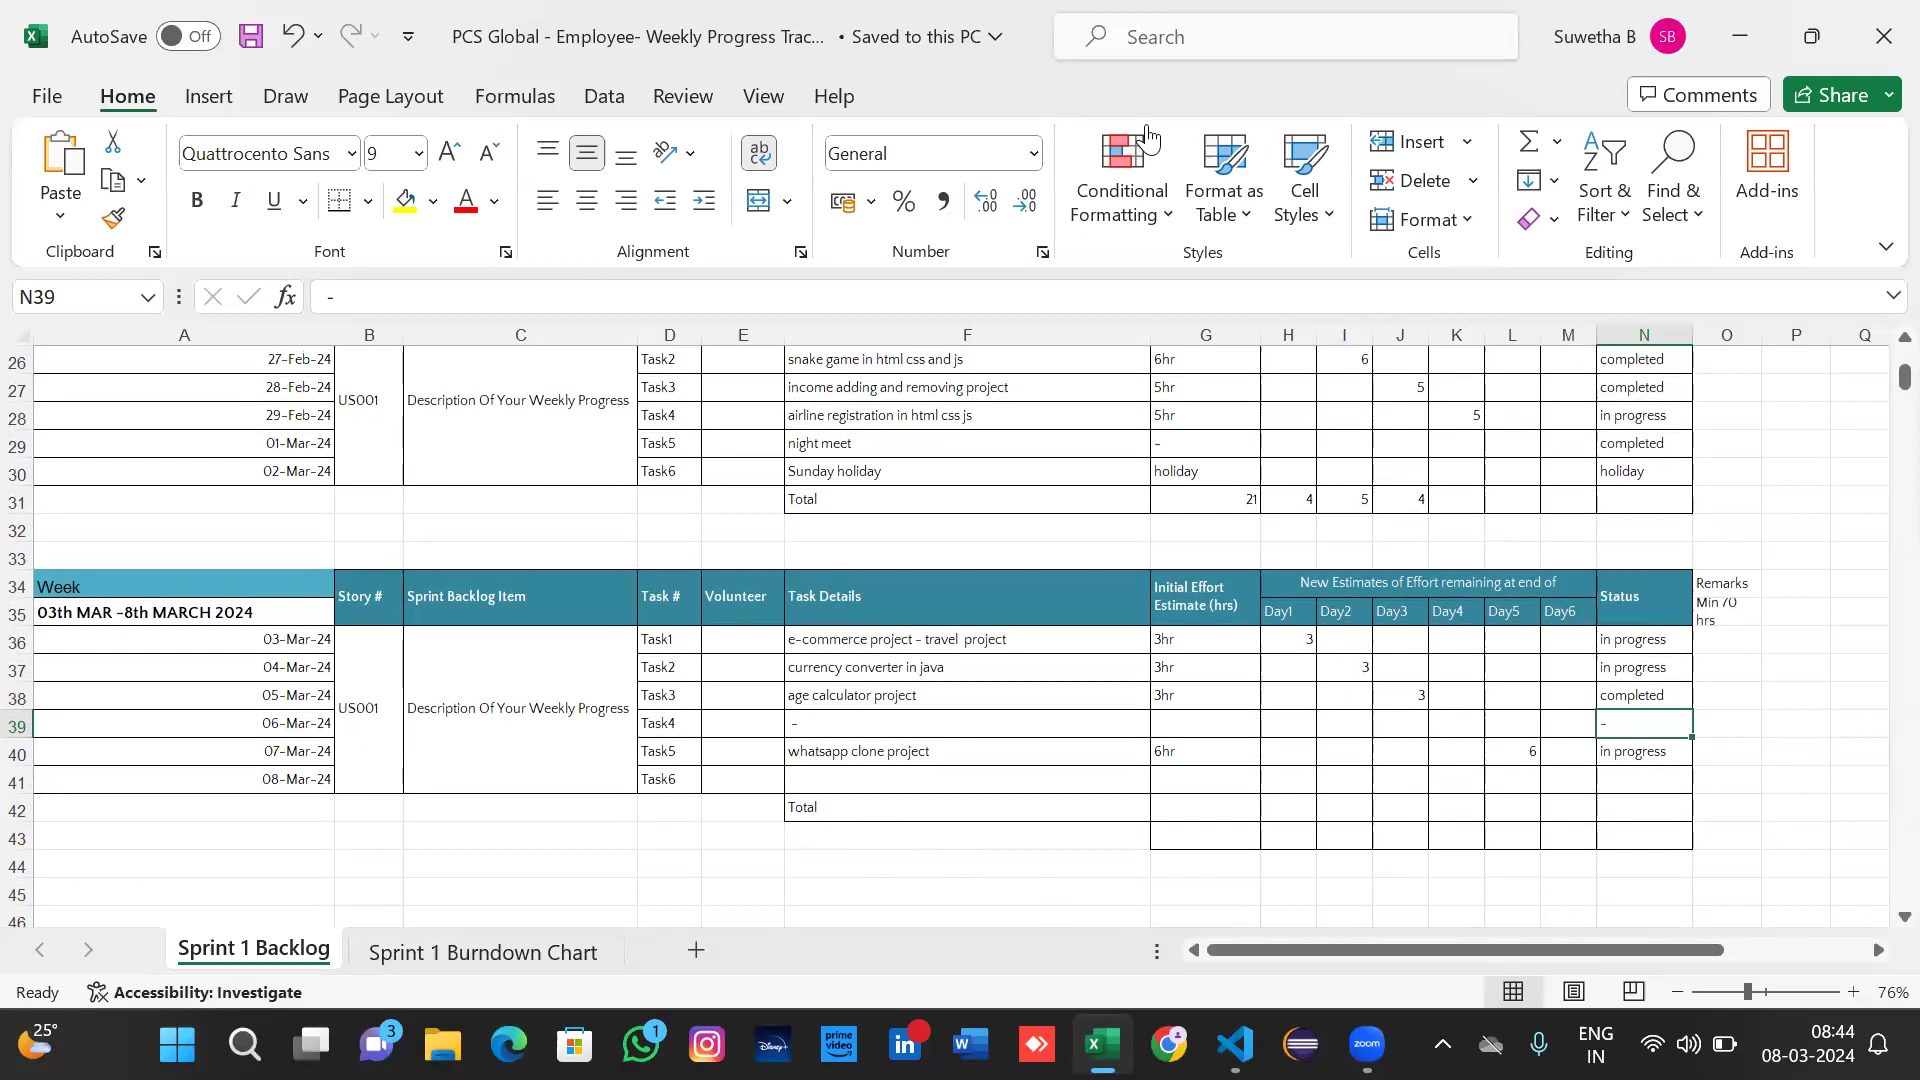 AutoSave Off PCS Global - Employee- Weekly Progress Trac... • Saved to this PC Search Suwetha B SB
File Home Insert Draw Page Layout Formulas Data Review View Help Comments Share
Paste Quattrocento Sans 9 General Conditional Formatting Format as Table Cell Styles Insert Delete Format Sort & Filter Find & Select Add-ins
Clipboard Font Alignment Number Styles Cells Editing Add-ins
N39 fx -
A B C D E F G H I J K L M N O P Q
26 27-Feb-24 Task2 snake game in html css and js 6hr 6 completed
27 28-Feb-24 US001 Description Of Your Weekly Progress Task3 income adding and removing project 5hr 5 completed
28 29-Feb-24 Task4 airline registration in html css js 5hr 5 in progress
29 01-Mar-24 Task5 night meet - completed
30 02-Mar-24 Task6 Sunday holiday holiday holiday
31 Total 21 4 5 4
32
33
34 Week Story # Sprint Backlog Item Task # Volunteer Task Details Initial Effort Estimate (hrs) New Estimates of Effort remaining at end of Status Remarks
35 03th MAR -8th MARCH 2024 Day1 Day2 Day3 Day4 Day5 Day6 Min 70 hrs
36 03-Mar-24 Task1 e-commerce project - travel project 3hr 3 in progress
37 04-Mar-24 Task2 currency converter in java 3hr 3 in progress
38 05-Mar-24 US001 Description Of Your Weekly Progress Task3 age calculator project 3hr 3 completed
39 06-Mar-24 Task4 - -
40 07-Mar-24 Task5 whatsapp clone project 6hr 6 in progress
41 08-Mar-24 Task6
42 Total
43
44
45
46
Sprint 1 Backlog Sprint 1 Burndown Chart
Ready Accessibility: Investigate 76%
25° 3 1 Disney+ prime video in W zoom ENG IN 08:44 08-03-2024